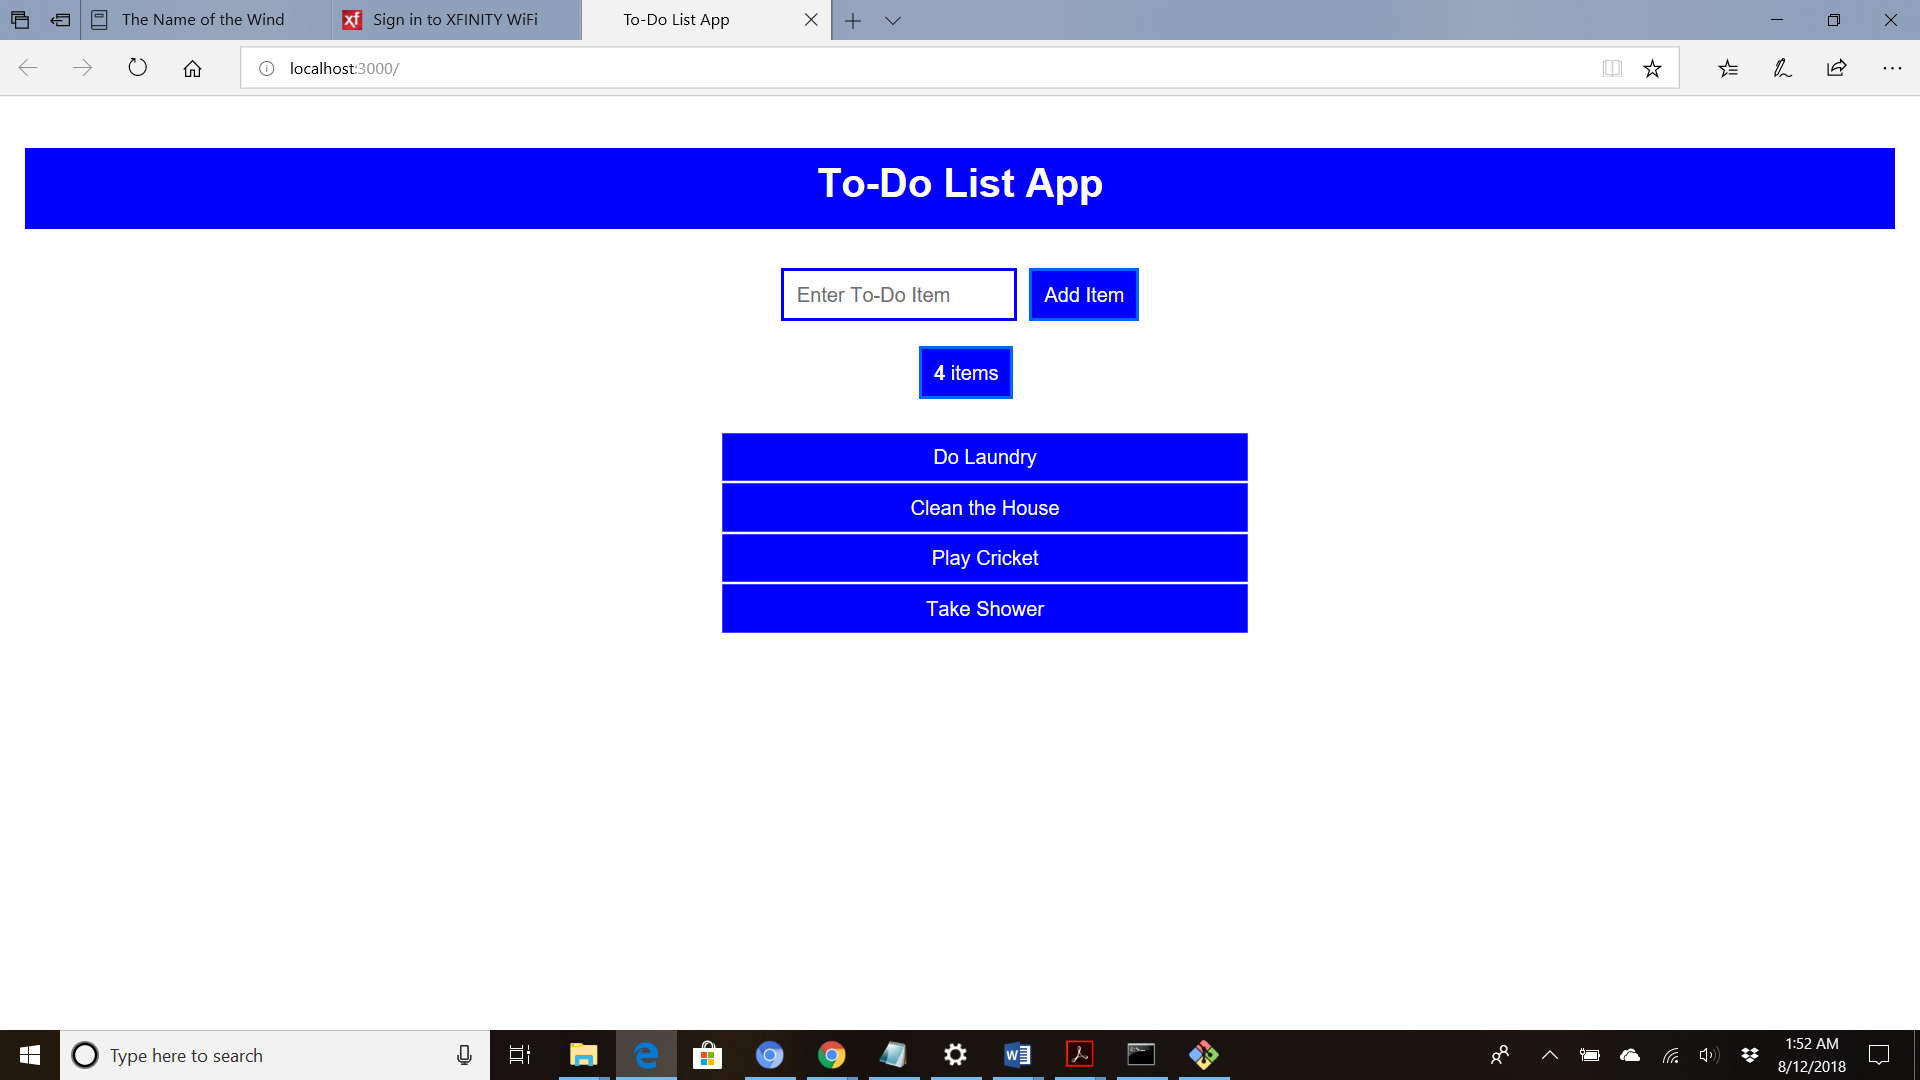 The Name of the Wind
xf Sign in to XFINITY WiFi
To-Do List App
localhost:3000/
To-Do List App
Enter To-Do Item
Add Item
4 items
Do Laundry
Clean the House
Play Cricket
Take Shower
Type here to search
1:52 AM
8/12/2018